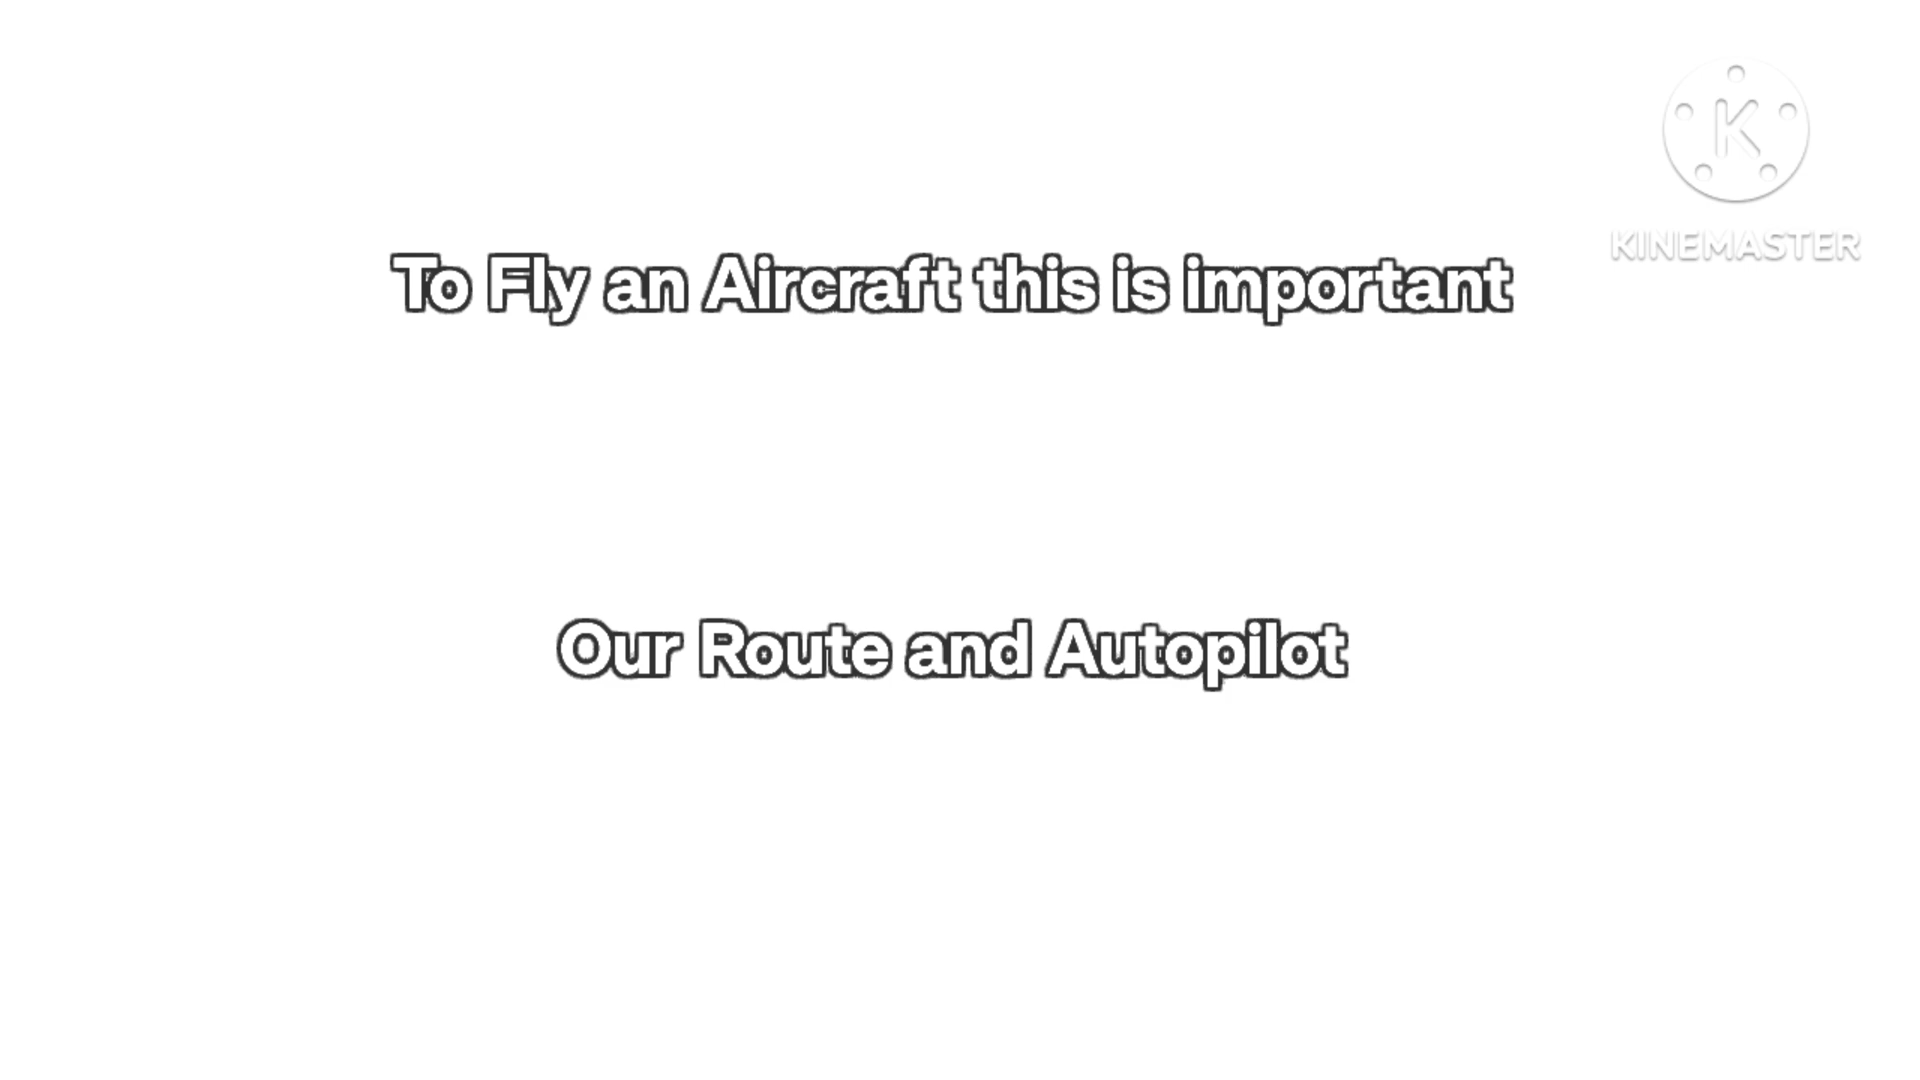 K
KINEMASTER
To Fly an Aircraft this is important
Our Route and Autopilot